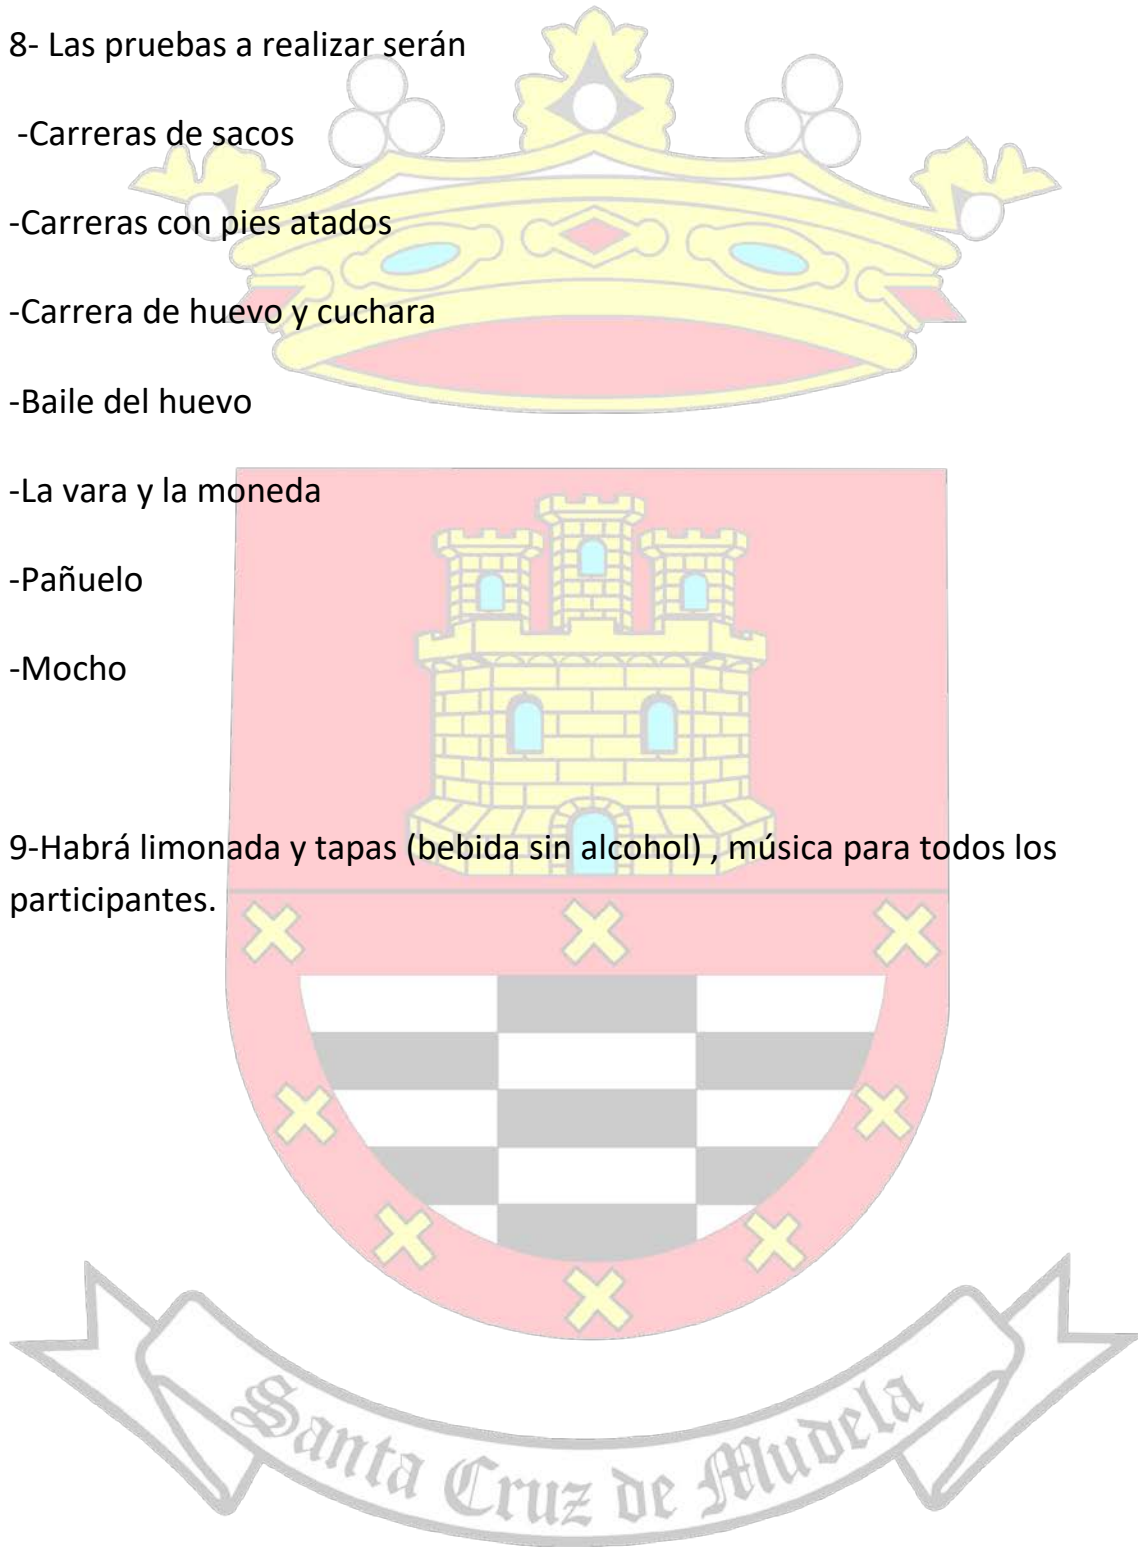 8- Las pruebas a realizar serán
-Carreras de sacos
-Carreras con pies atados
-Carrera de huevo y cuchara
-Baile del huevo
-La vara y la moneda
-Pañuelo
-Mocho
9-Habrá limonada y tapas (bebida sin alcohol) , música para todos los
participantes.
Santa Cruz de Mudela